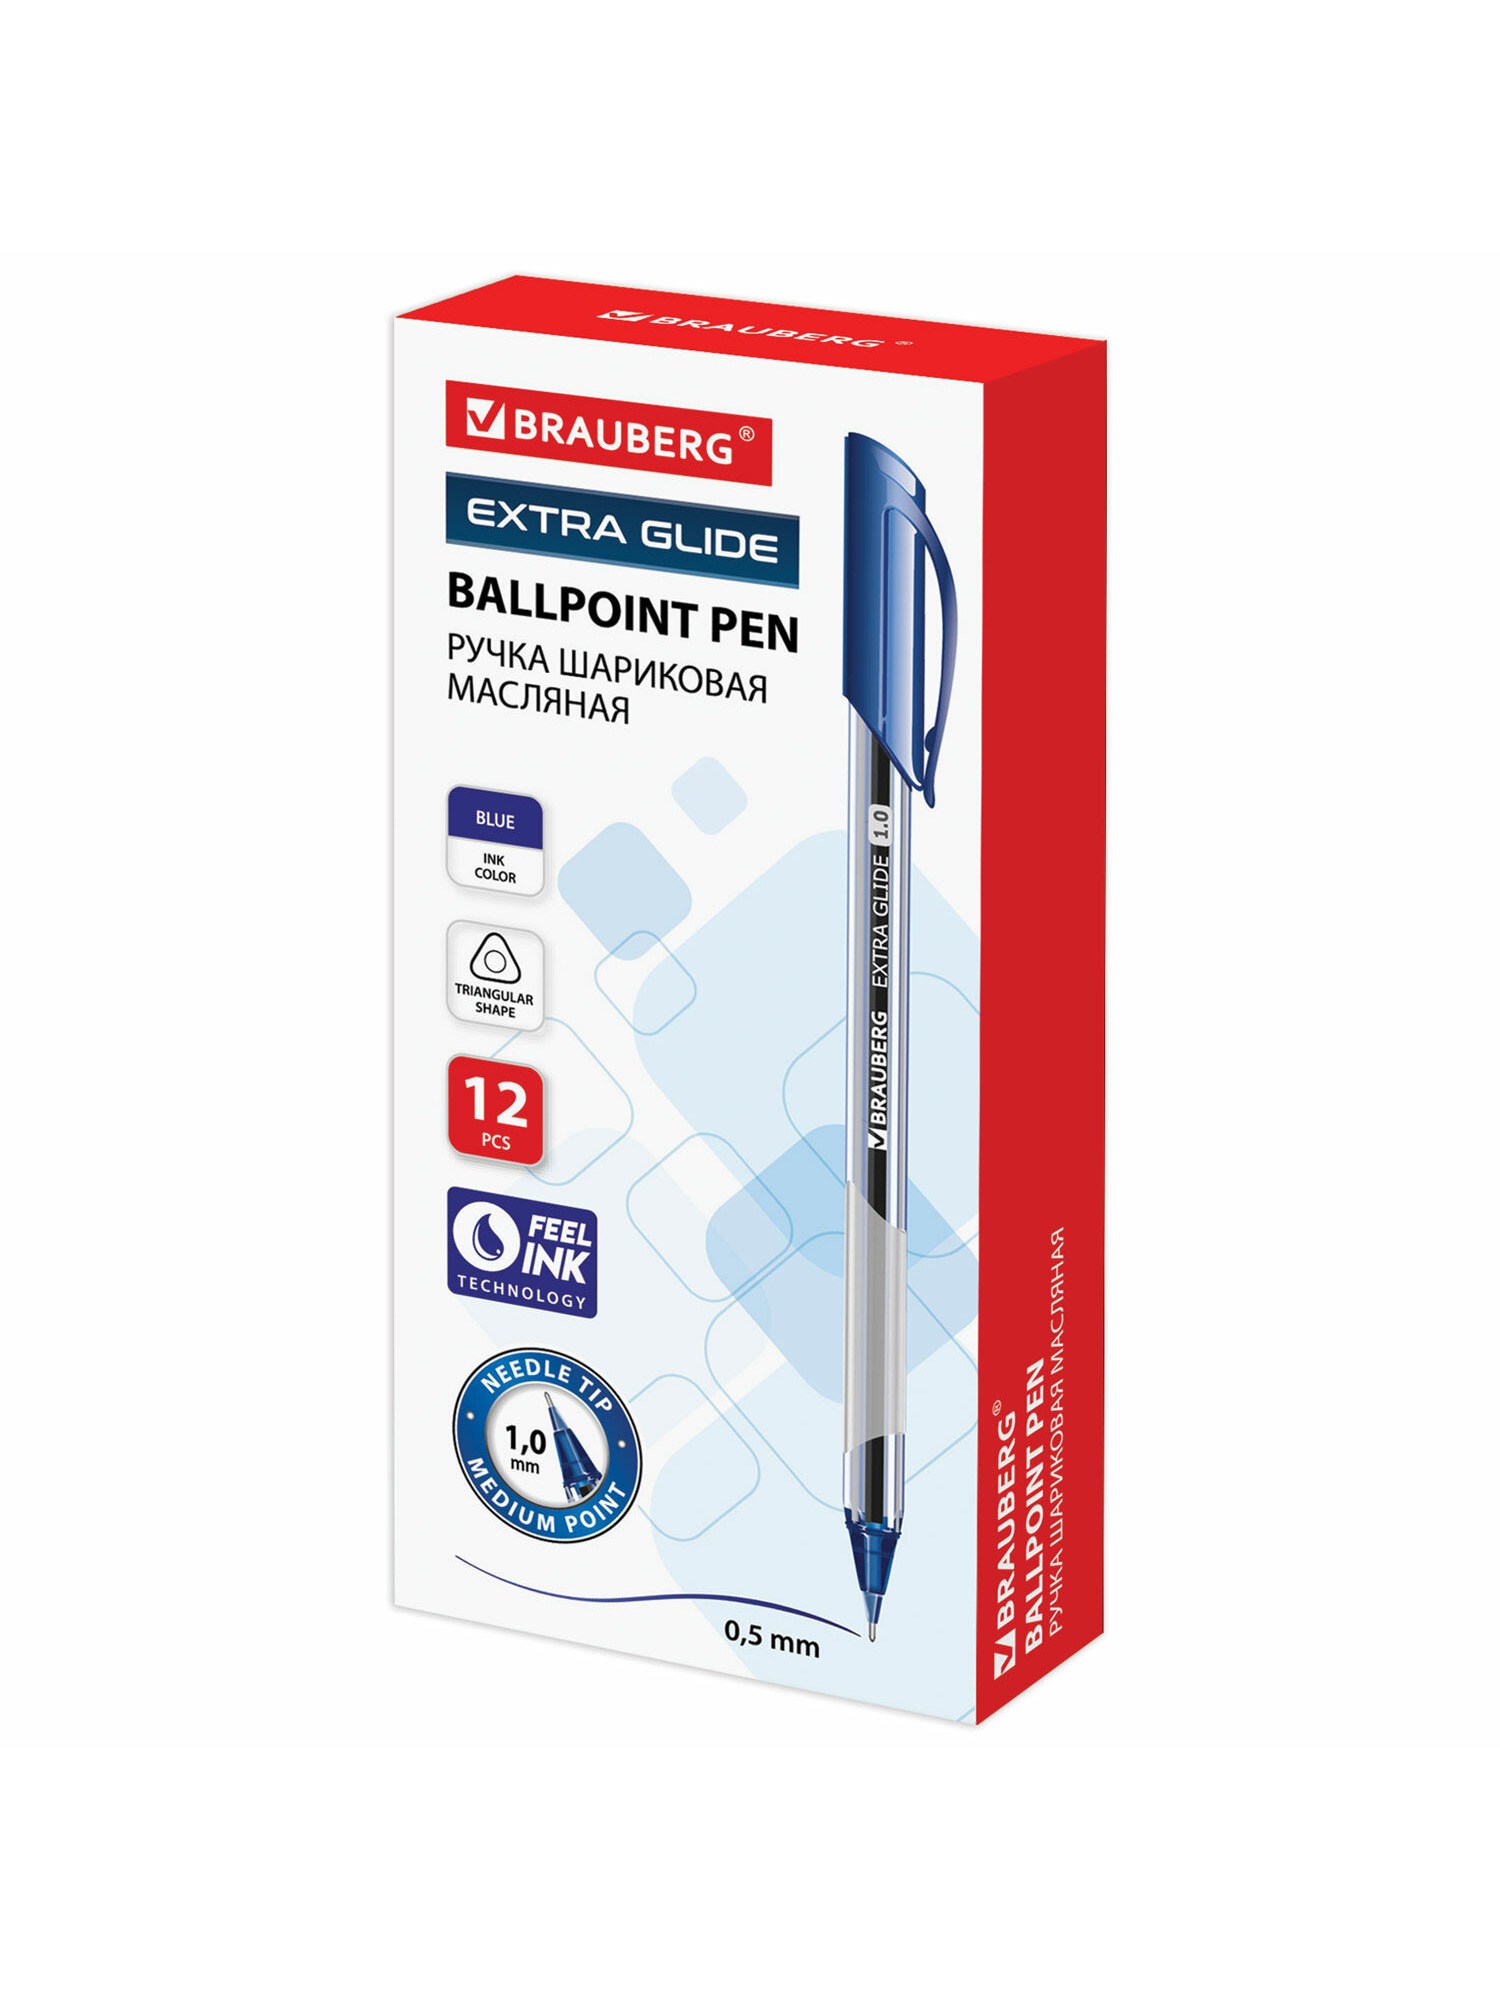 BRAUBERG®
BRAUBERG®
EXTRA GLIDE
BALLPOINT PEN
РУЧКА ШАРИКОВАЯ
МАСЛЯНАЯ
BLUE
INK
COLOR
TRIANGULAR
SHAPE
12
PCS
FEEL
INK
TECHNOLOGY
NEEDLE TIP
1,0
mm
MEDIUM POINT
0,5 mm
BRAUBERG EXTRA GLIDE 1.0
BRAUBERG®
BALLPOINT PEN
РУЧКА ШАРИКОВАЯ МАСЛЯНАЯ